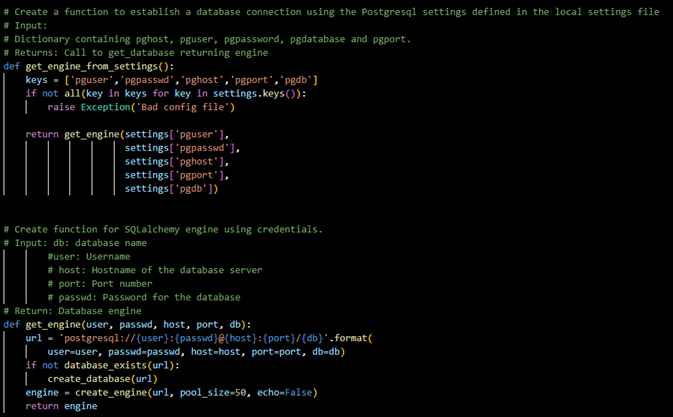 # Create a function to establish a database connection using the Postgresql settings defined in the local settings file
# Input:
# Dictionary containing pghost, pguser, pgpassword, pgdatabase and pgport.
# Returns: Call to get_database returning engine
def get_engine_from_settings():
    keys = ['pguser','pgpasswd','pghost','pgport','pgdb']
    if not all(key in keys for key in settings.keys()):
        raise Exception('Bad config file')

    return get_engine(settings['pguser'],
                      settings['pgpasswd'],
                      settings['pghost'],
                      settings['pgport'],
                      settings['pgdb'])

# Create function for SQLalchemy engine using credentials.
# Input: db: database name
        #user: Username
        # host: Hostname of the database server
        # port: Port number
        # passwd: Password for the database
# Return: Database engine
def get_engine(user, passwd, host, port, db):
    url = 'postgresql://{user}:{passwd}@{host}:{port}/{db}'.format(
        user=user, passwd=passwd, host=host, port=port, db=db)
    if not database_exists(url):
        create_database(url)
    engine = create_engine(url, pool_size=50, echo=False)
    return engine